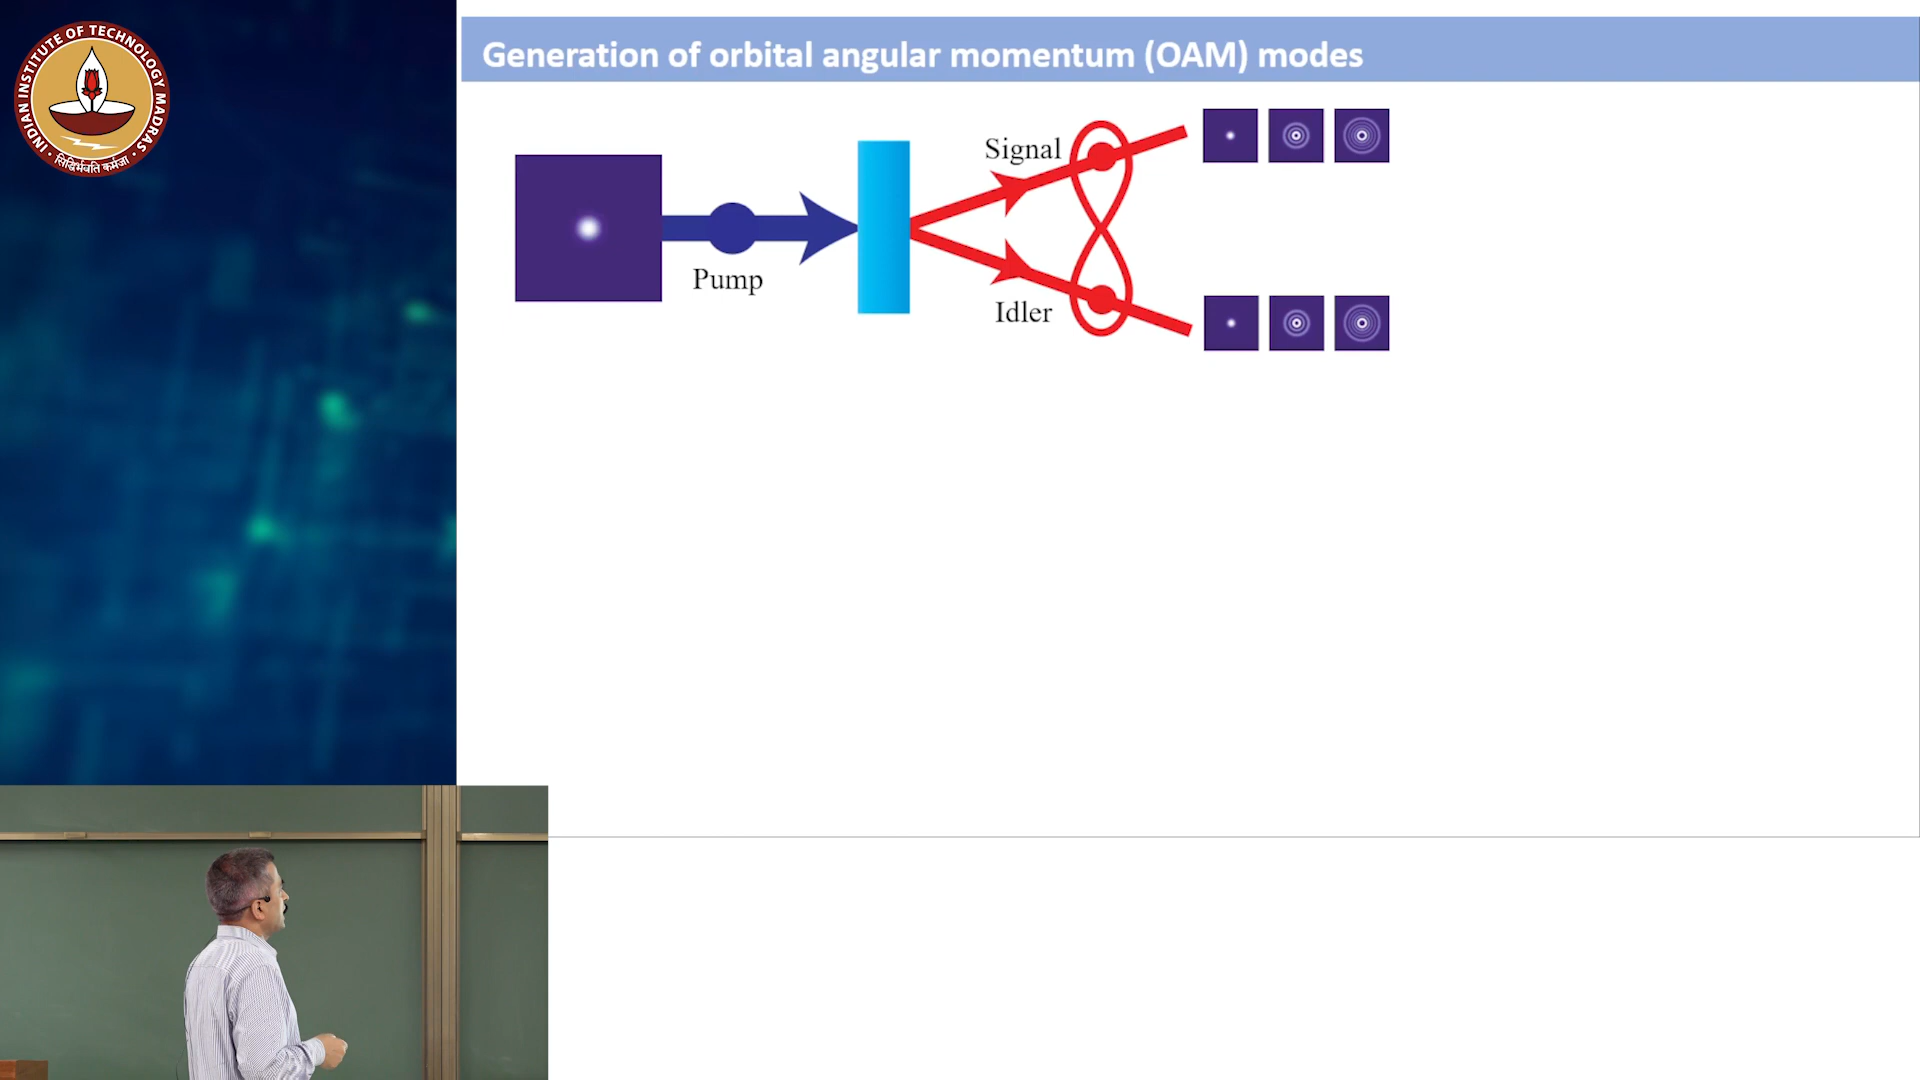 INDIAN INSTITUTE OF TECHNOLOGY MADRAS
सिद्धिर्भवति कर्मजा
Generation of orbital angular momentum (OAM) modes
Signal
Pump
Idler